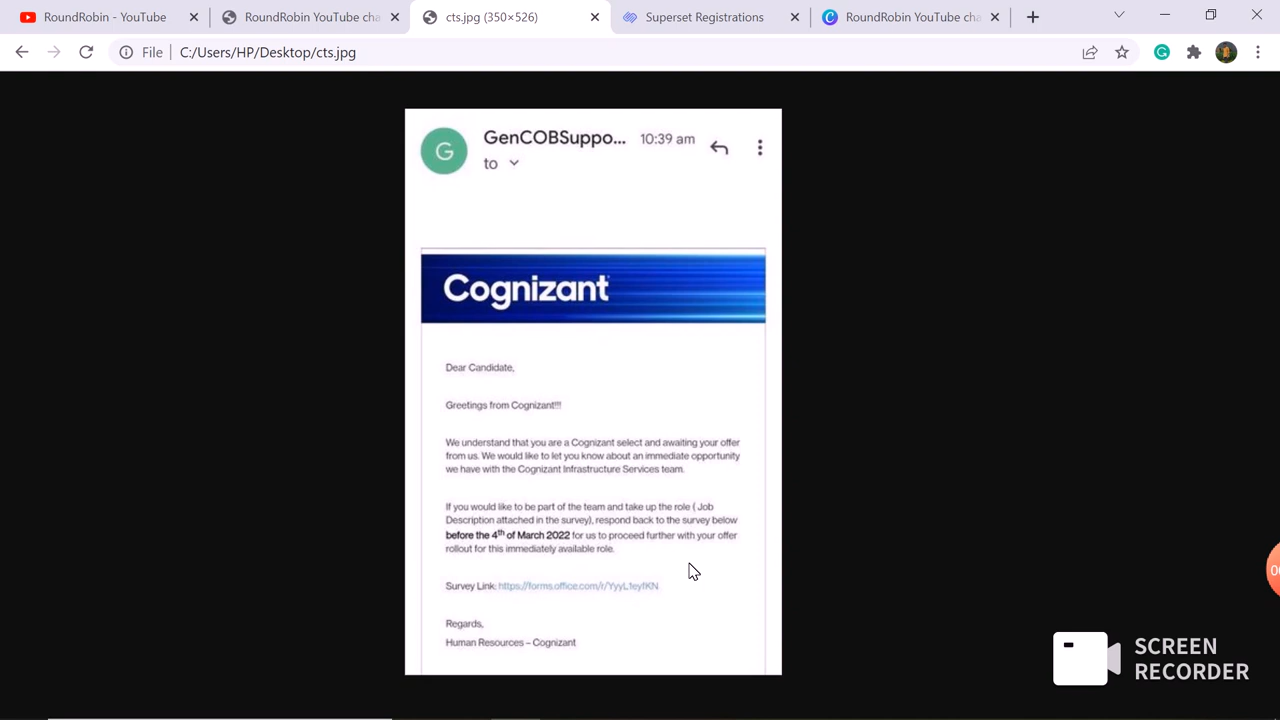 RoundRobin - YouTube
RoundRobin YouTube cha
cts.jpg (350×526)
Superset Registrations
RoundRobin YouTube cha
File
C:/Users/HP/Desktop/cts.jpg
G
GenCOBSuppo...
10:39 am
to
Cognizant
Dear Candidate,
Greetings from Cognizant!!!
We understand that you are a Cognizant select and awaiting your offer
from us. We would like to let you know about an immediate opportunity
we have with the Cognizant Infrastructure Services team.
If you would like to be part of the team and take up the role ( Job
Description attached in the survey), respond back to the survey below
before the 4th of March 2022 for us to proceed further with your offer
rollout for this immediately available role.
Survey Link:
Regards,
Human Resources – Cognizant
SCREEN
RECORDER